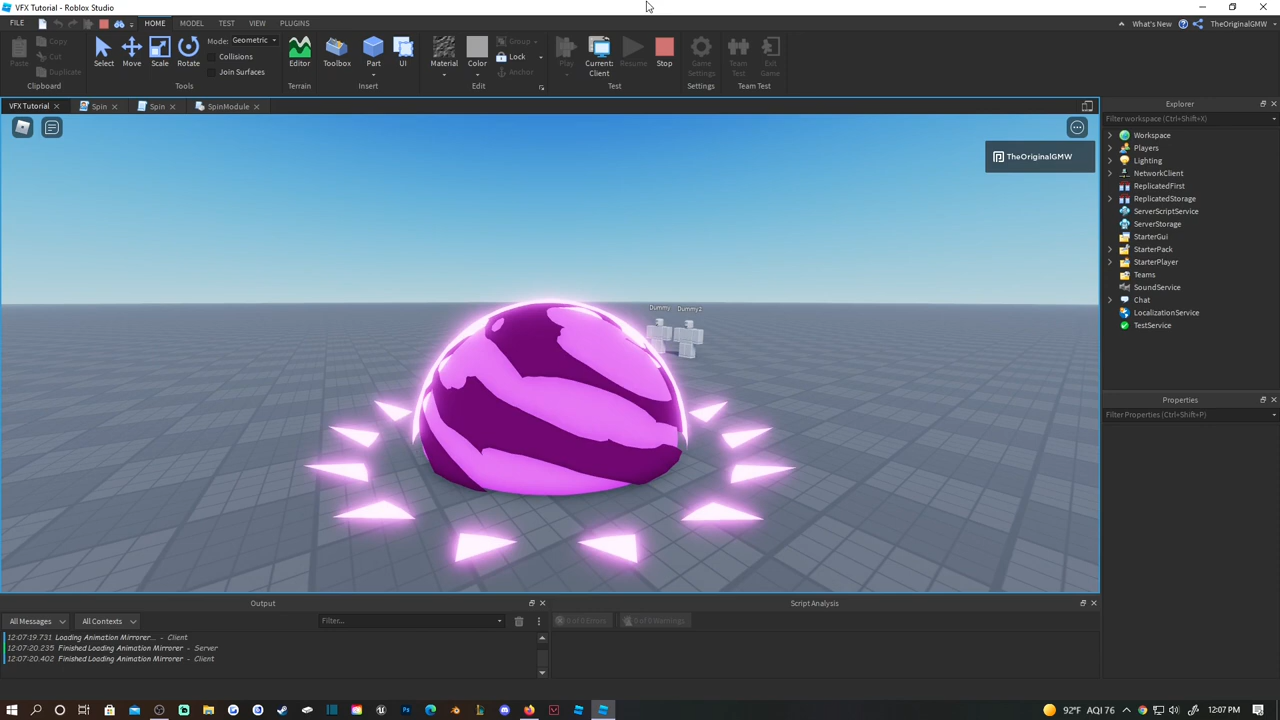 VFX Tutorial - Roblox Studio
FILE HOME MODEL TEST VIEW PLUGINS What's New TheOriginalGMW
Paste Copy Cut Duplicate Select Move Scale Rotate Mode: Geometric Collisions Join Surfaces Editor Toolbox Part UI Material Color Group Lock Anchor Play Current: Client Resume Stop Game Settings Team Test Exit Game
Clipboard Tools Terrain Insert Edit Test Settings Team Test
VFX Tutorial Spin Spin SpinModule Explorer
Filter workspace (Ctrl+Shift+X)
Workspace
Players
Lighting
NetworkClient
ReplicatedFirst
ReplicatedStorage
ServerScriptService
ServerStorage
StarterGui
StarterPack
StarterPlayer
Teams
SoundService
Chat
LocalizationService
TestService
TheOriginalGMW
Dummy Dummy2
Properties
Filter Properties (Ctrl+Shift+P)
Output Script Analysis
All Messages All Contexts Filter... 0 of 0 Errors 0 of 0 Warnings
12:07:19.731 Loading Animation Mirrorer... - Client
12:07:20.235 Finished Loading Animation Mirrorer - Server
12:07:20.402 Finished Loading Animation Mirrorer - Client
92°F AQI 76 12:07 PM